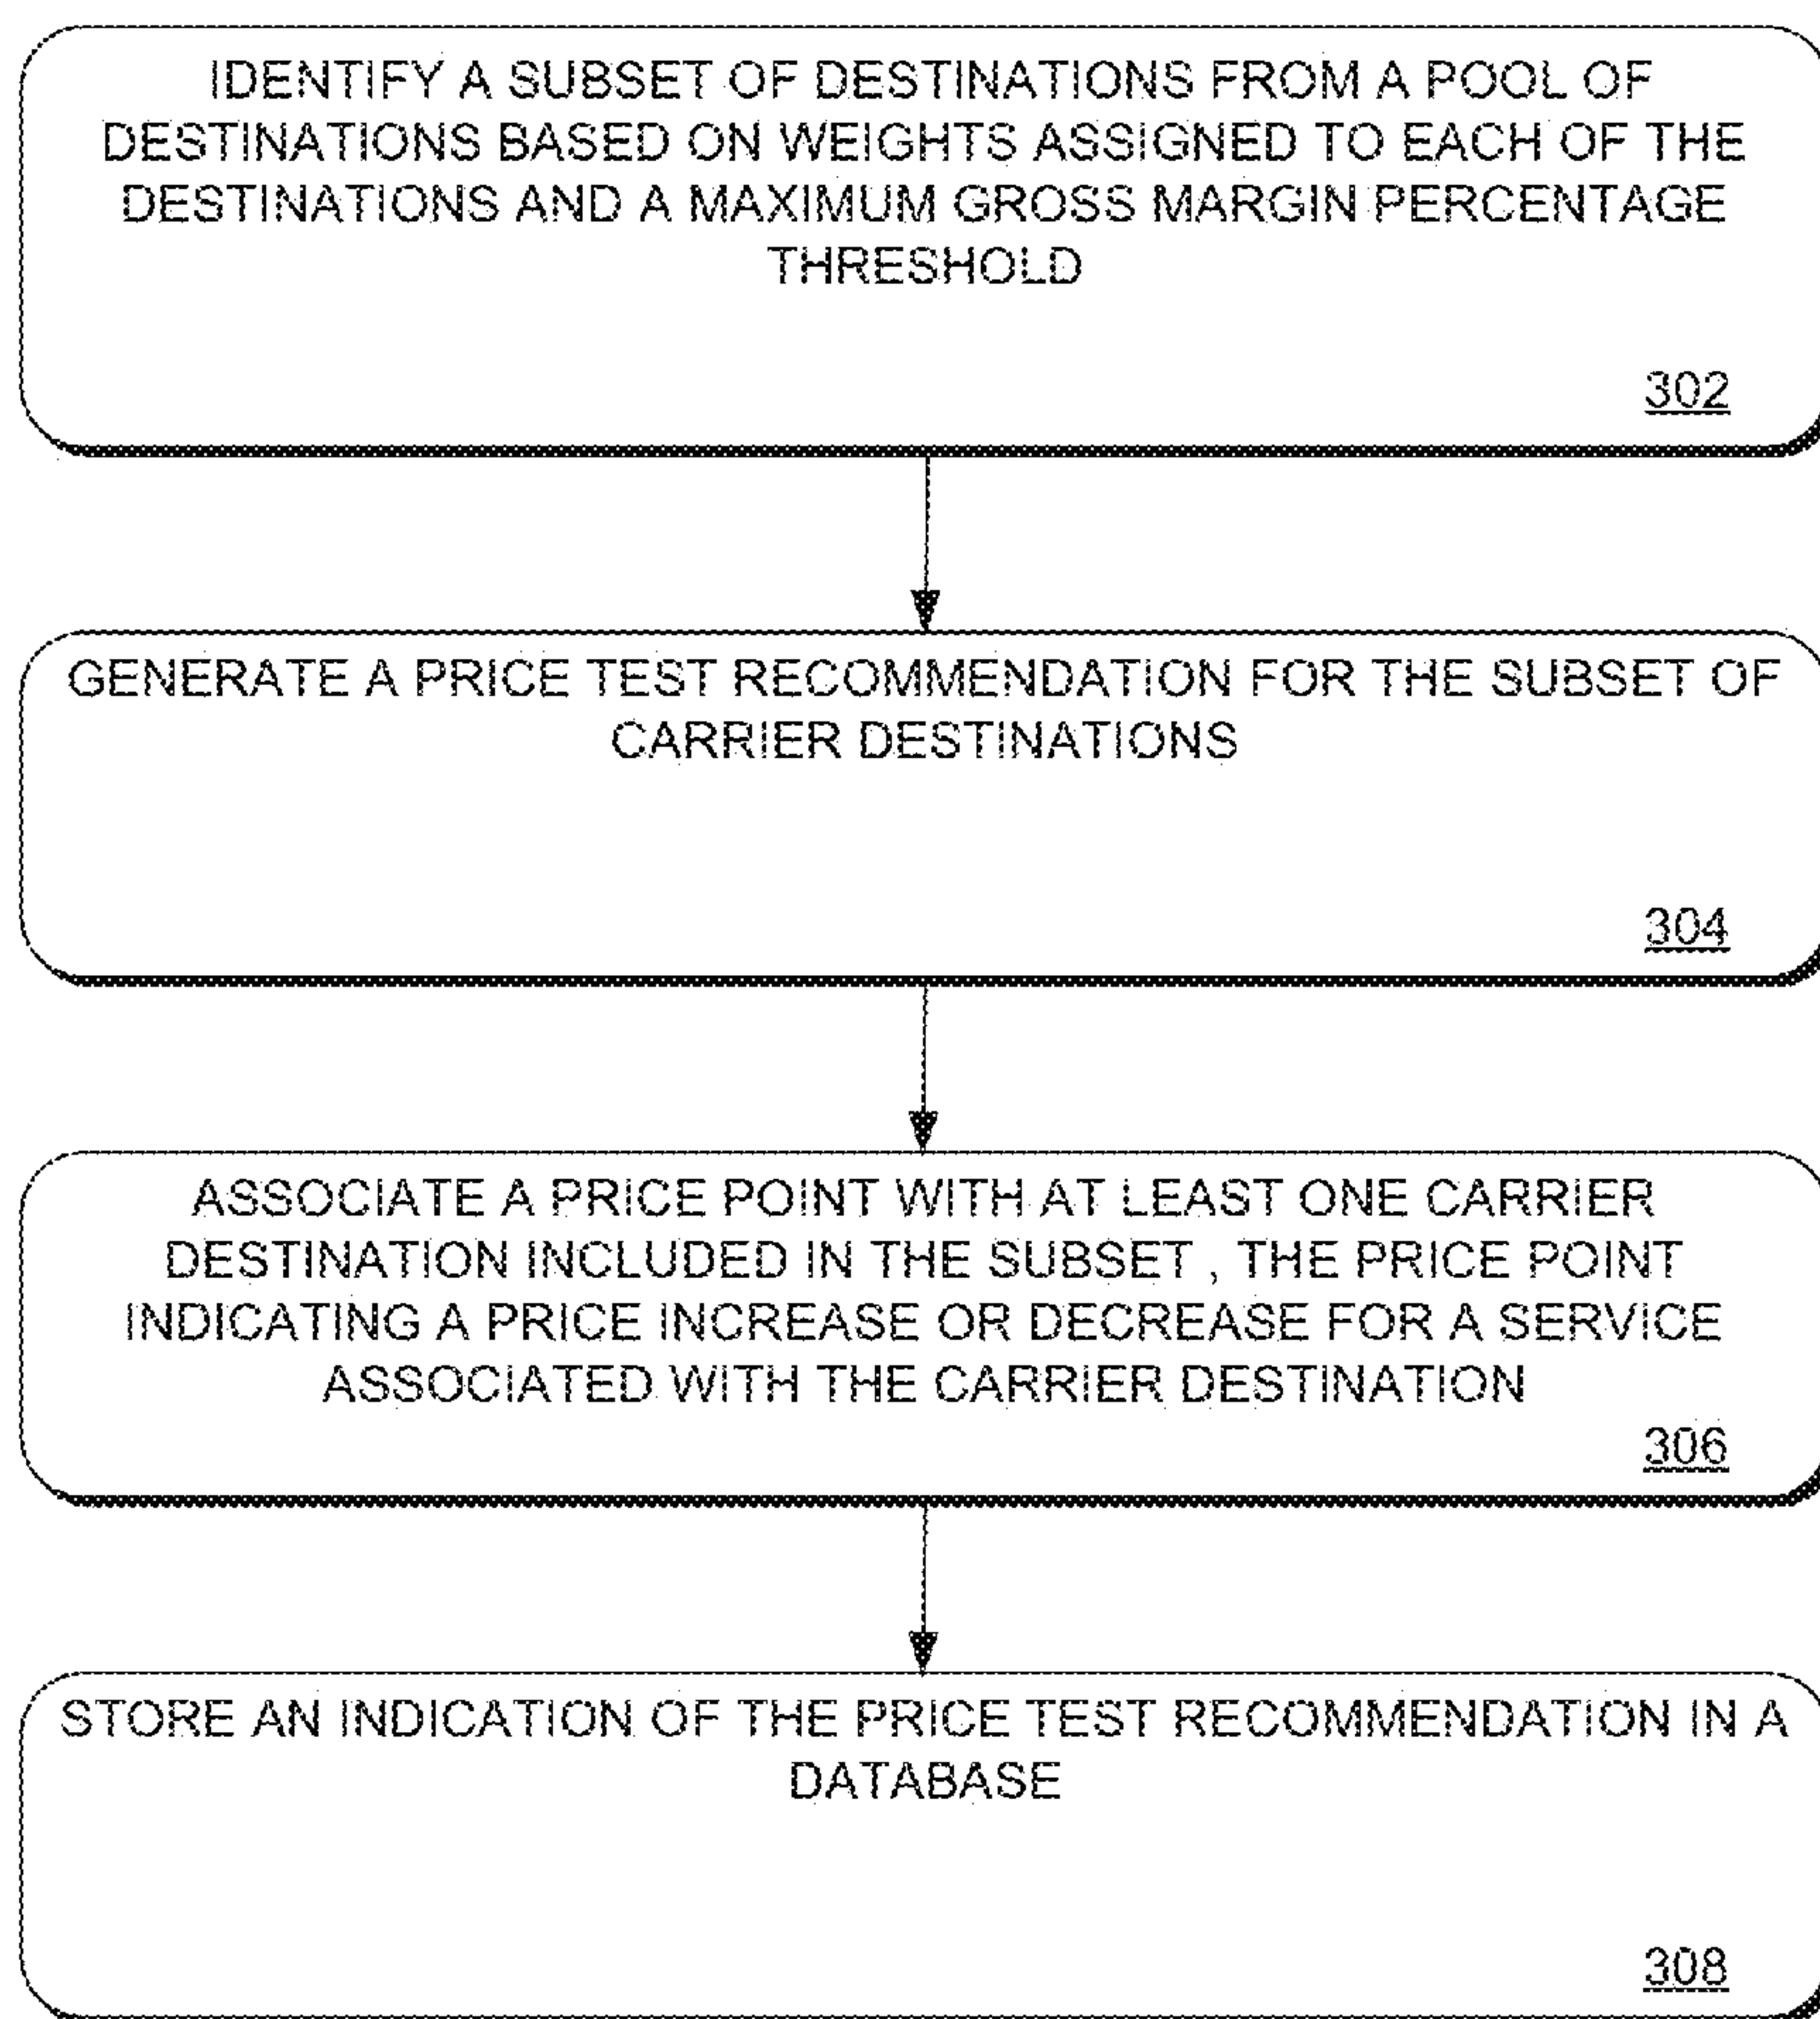 IDENTIFY A SUBSET OF DESTINATIONS FROM A POOL OF
DESTINATIONS BASED ON WEIGHTS ASSIGNED TO EACH OF THE
DESTINATIONS AND A MAXIMUM GROSS MARGIN PERCENTAGE
THRESHOLD
302
GENERATE A PRICE TEST RECOMMENDATION FOR THE SUBSET OF
CARRIER DESTINATIONS
304
ASSOCIATE A PRICE POINT WITH AT LEAST ONE CARRIER
DESTINATION INCLUDED IN THE SUBSET , THE PRICE POINT
INDICATING A PRICE INCREASE OR DECREASE FOR A SERVICE
ASSOCIATED WITH THE CARRIER DESTINATION
306
STORE AN INDICATION OF THE PRICE TEST RECOMMENDATION IN A
DATABASE
308